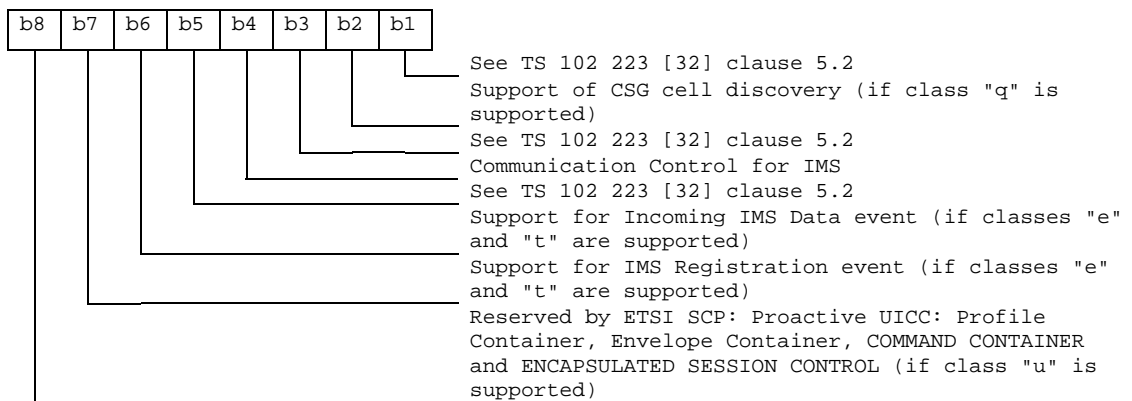 b8 b7 b6 b5 b4 b3 b2 b1
See TS 102 223 [32] clause 5.2
Support of CSG cell discovery (if class "q" is
supported)
See TS 102 223 [32] clause 5.2
Communication Control for IMS
See TS 102 223 [32] clause 5.2
Support for Incoming IMS Data event (if classes "e"
and "t" are supported)
Support for IMS Registration event (if classes "e"
and "t" are supported)
Reserved by ETSI SCP: Proactive UICC: Profile
Container, Envelope Container, COMMAND CONTAINER
and ENCAPSULATED SESSION CONTROL (if class "u" is
supported)